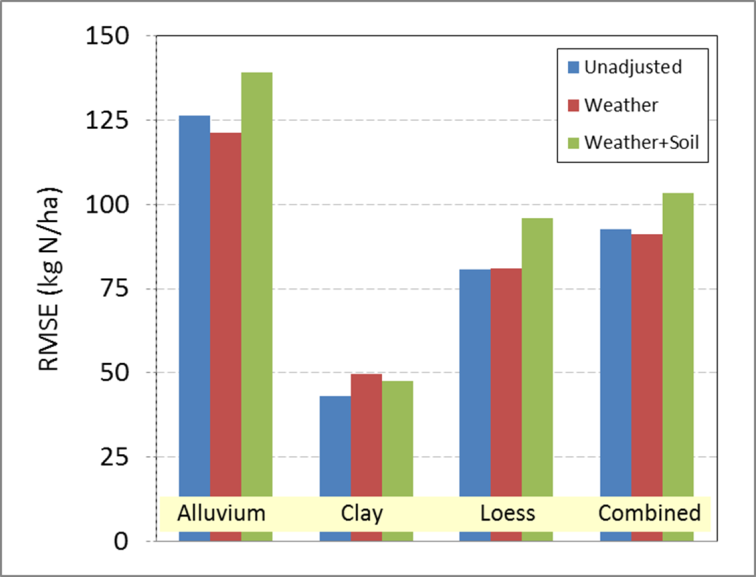 150
125
100
75
50
25
0
RMSE (kg N/ha)
Unadjusted
Weather
Weather+Soil
Alluvium Clay Loess Combined